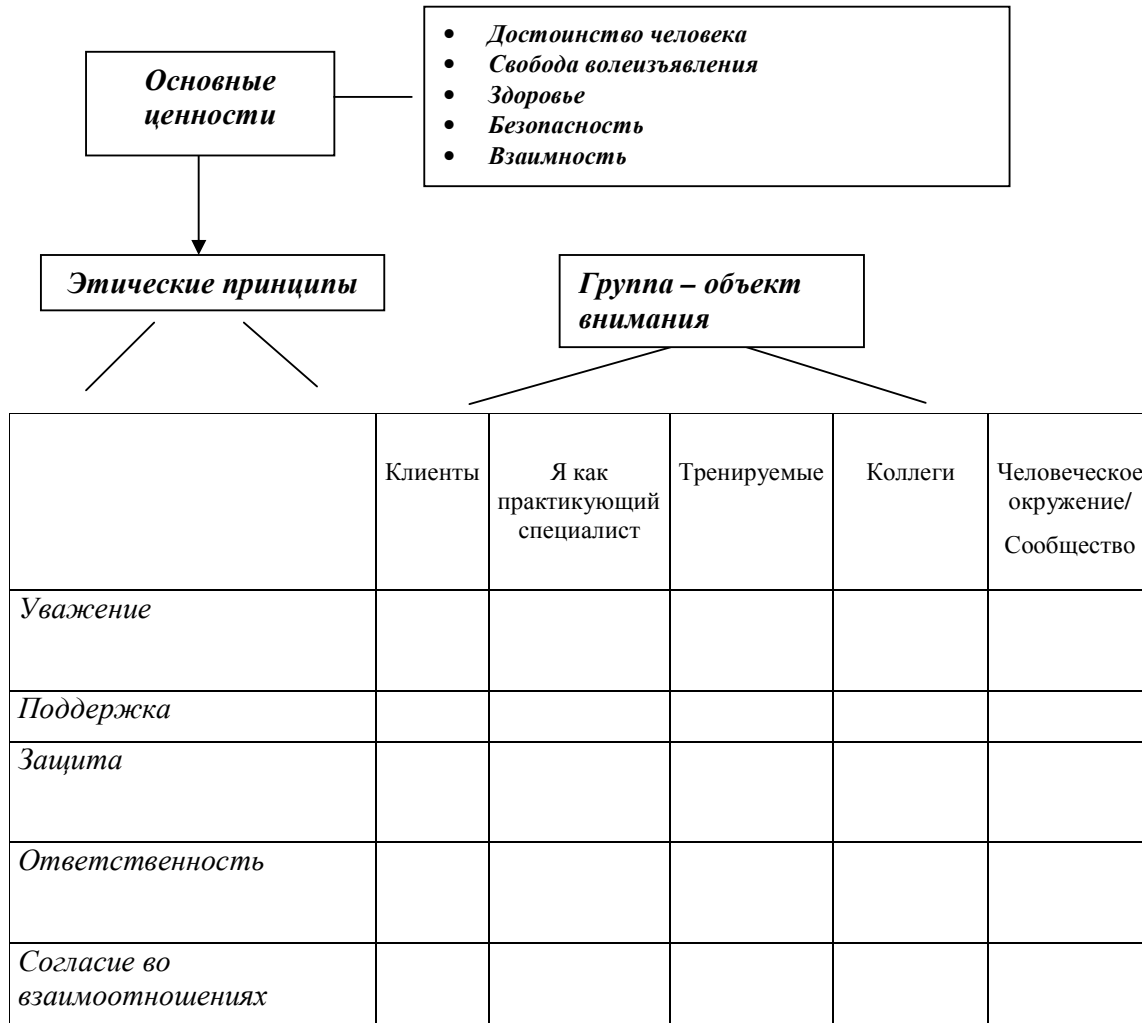 Основные
ценности
• Достоинство человека
• Свобода волеизъявления
• Здоровье
• Безопасность
• Взаимность
Этические принципы
Группа – объект
внимания
Клиенты
Я как
практикующий
специалист
Тренируемые
Коллеги
Человеческое
окружение/
Сообщество
Уважение
Поддержка
Защита
Ответственность
Согласие во
взаимоотношениях